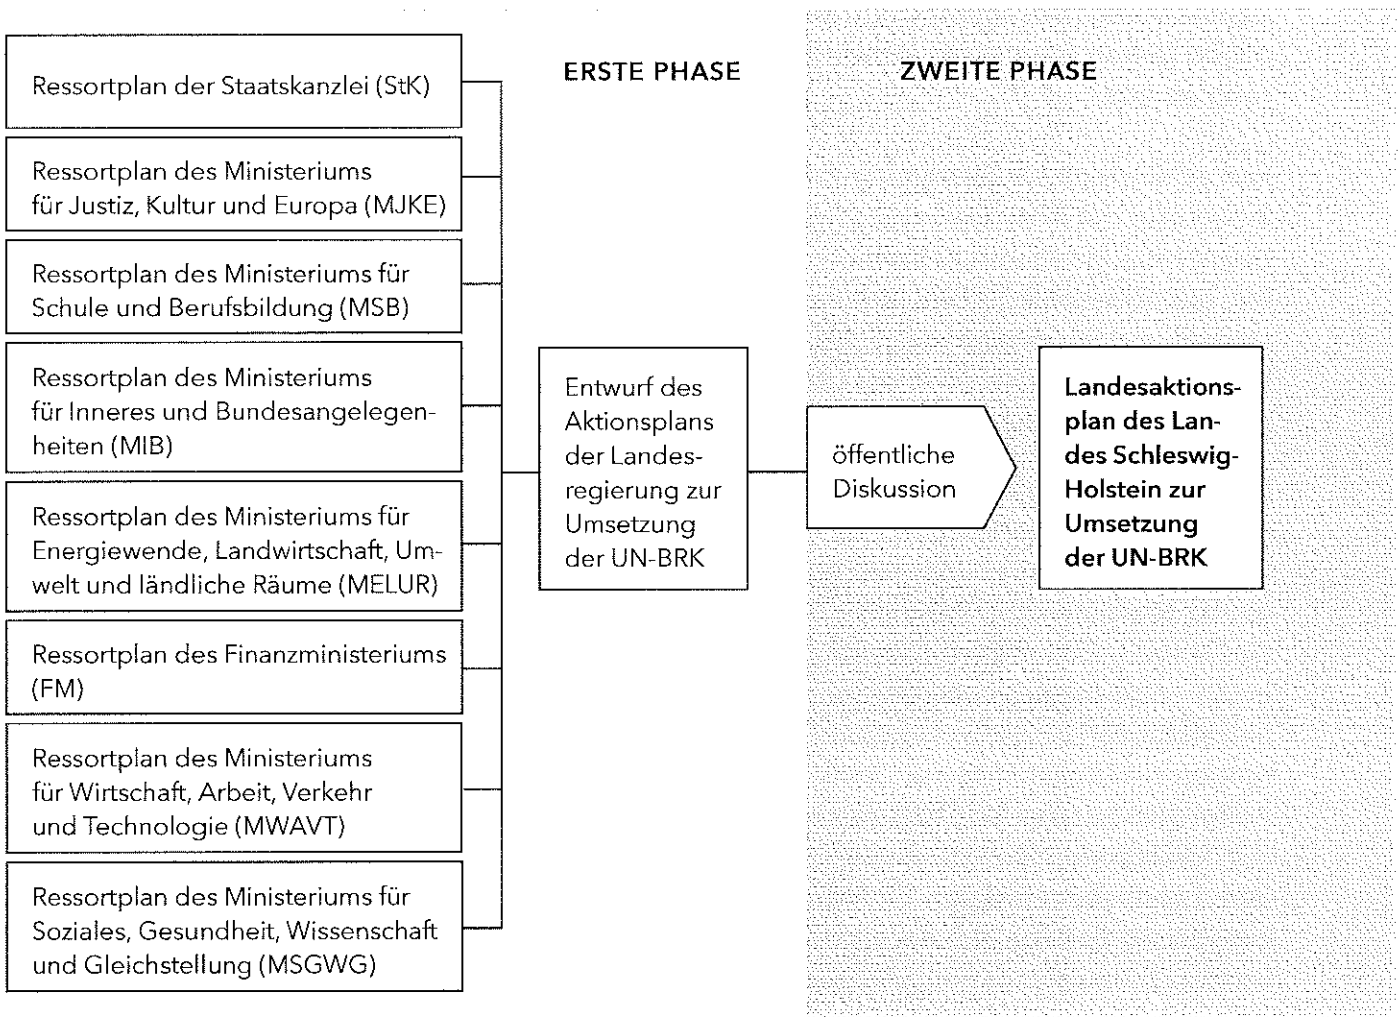 Ressortplan der Staatskanzlei (StK)
Ressortplan des Ministeriums
für Justiz, Kultur und Europa (MJKE)
Ressortplan des Ministeriums für
Schule und Berufsbildung (MSB)
Ressortplan des Ministeriums
für Inneres und Bundesangelegen-
heiten (MIB)
Ressortplan des Ministeriums für
Energiewende, Landwirtschaft, Um-
welt und ländliche Räume (MELUR)
Ressortplan des Finanzministeriums
(FM)
Ressortplan des Ministeriums
für Wirtschaft, Arbeit, Verkehr
und Technologie (MWAVT)
Ressortplan des Ministeriums für
Soziales, Gesundheit, Wissenschaft
und Gleichstellung (MSGWG)
ERSTE PHASE
Entwurf des
Aktionsplans
der Landes-
regierung zur
Umsetzung
der UN-BRK
ZWEITE PHASE
öffentliche
Diskussion
Landesaktions-
plan des Lan-
des Schleswig-
Holstein zur
Umsetzung
der UN-BRK